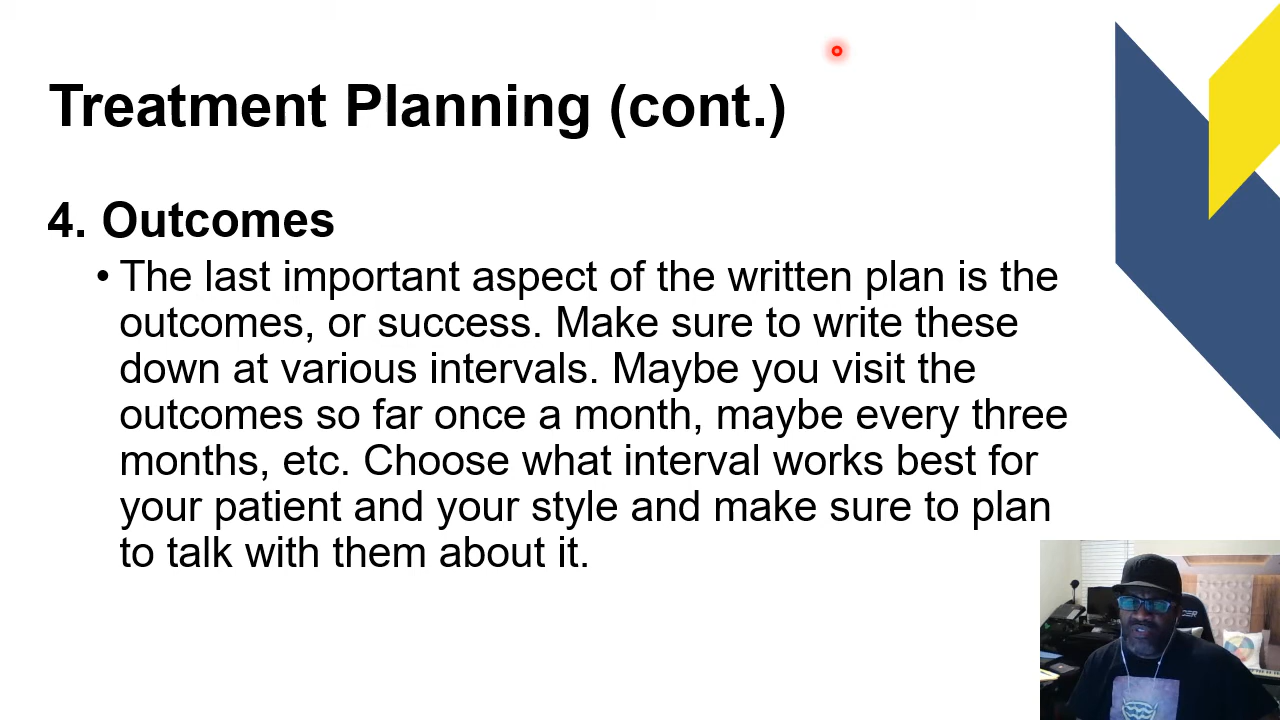 Treatment Planning (cont.)
4. Outcomes
• The last important aspect of the written plan is the
outcomes, or success. Make sure to write these
down at various intervals. Maybe you visit the
outcomes so far once a month, maybe every three
months, etc. Choose what interval works best for
your patient and your style and make sure to plan
to talk with them about it.